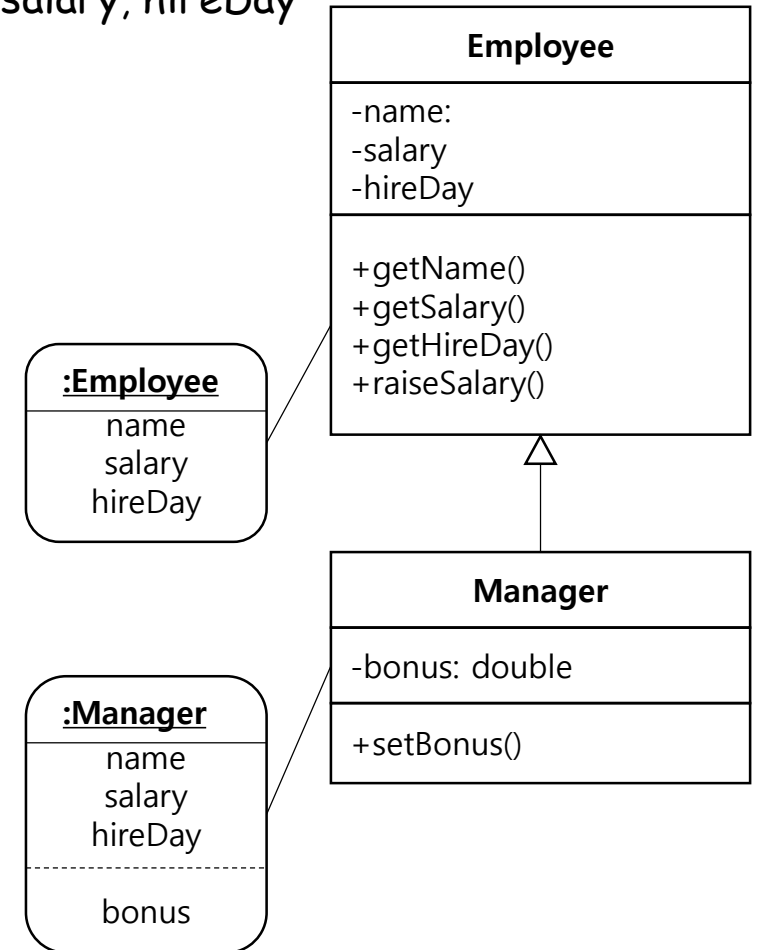 salary, hireDay
Employee
-name:
-salary
-hireDay
+getName()
+getSalary()
+getHireDay()
+raiseSalary()
:Employee
name
salary
hireDay
Manager
-bonus: double
+setBonus()
:Manager
name
salary
hireDay
bonus